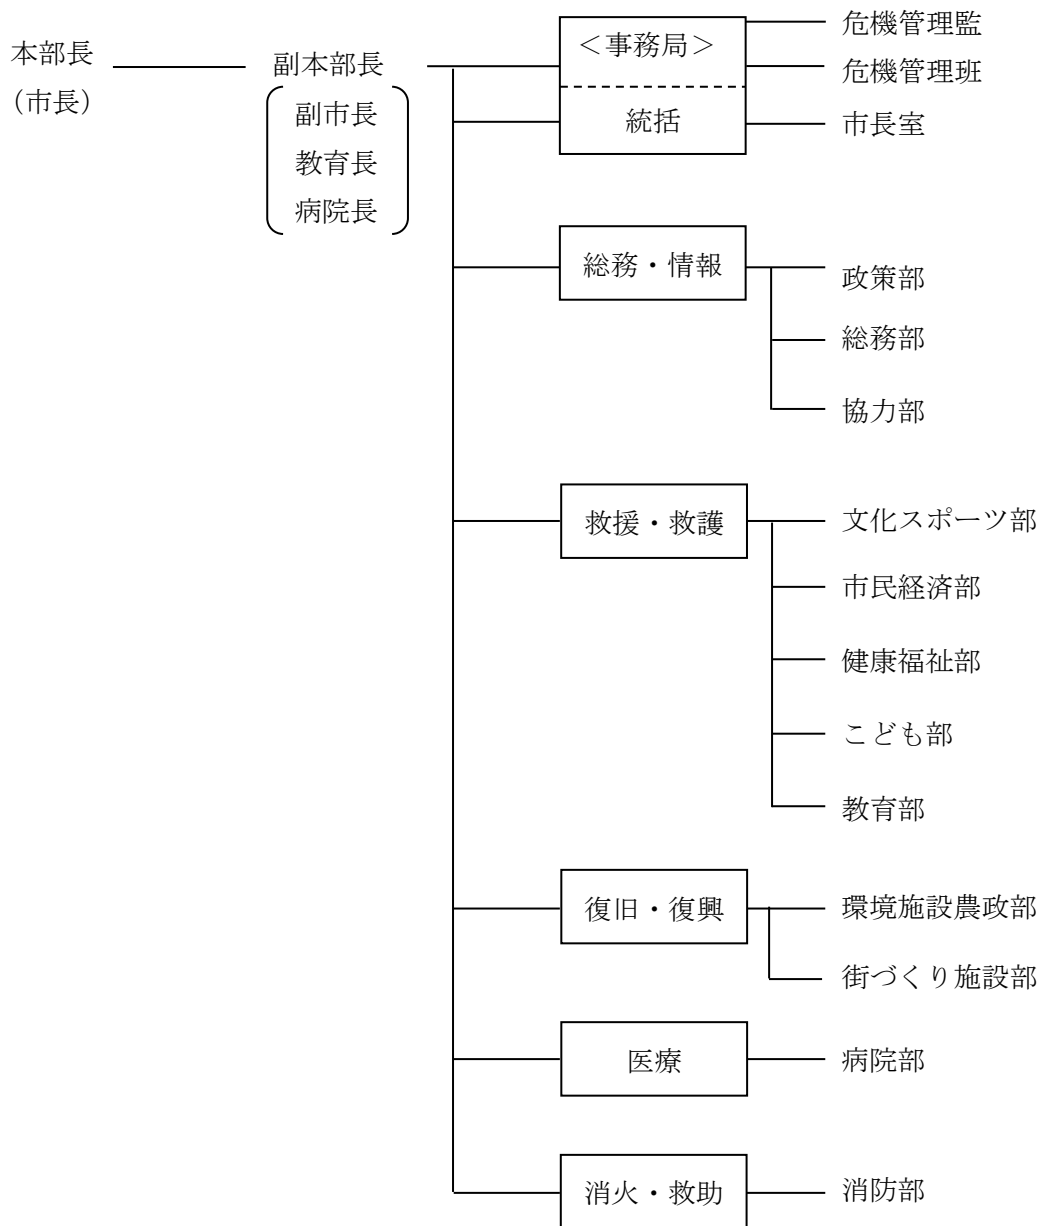 本部長
(市長)
副本部長
副市長
教育長
病院長
＜事務局＞
統括
危機管理監
危機管理班
市長室
総務・情報
政策部
総務部
協力部
救援・救護
文化スポーツ部
市民経済部
健康福祉部
こども部
教育部
復旧・復興
環境施設農政部
街づくり施設部
医療
病院部
消火・救助
消防部